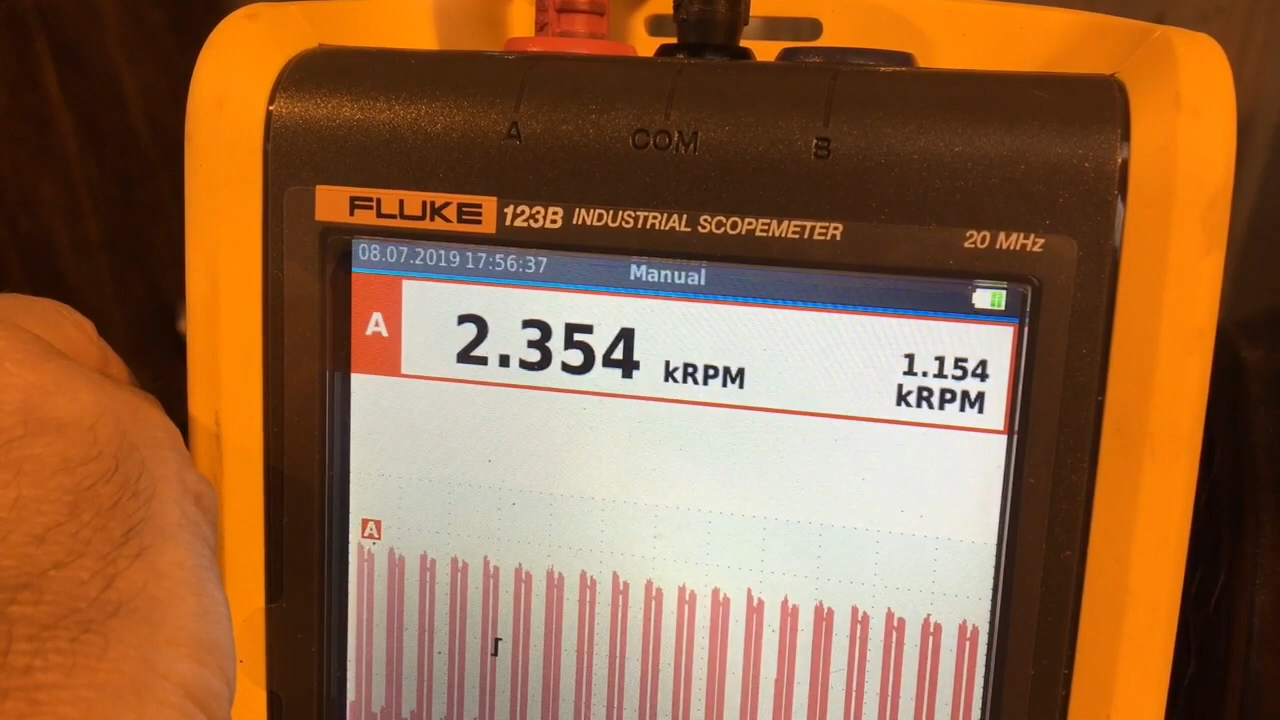 A COM B
FLUKE 123B INDUSTRIAL SCOPEMETER 20 MHz
08.07.2019 17:56:37 Manual
A 2.354 kRPM 1.154 kRPM
A